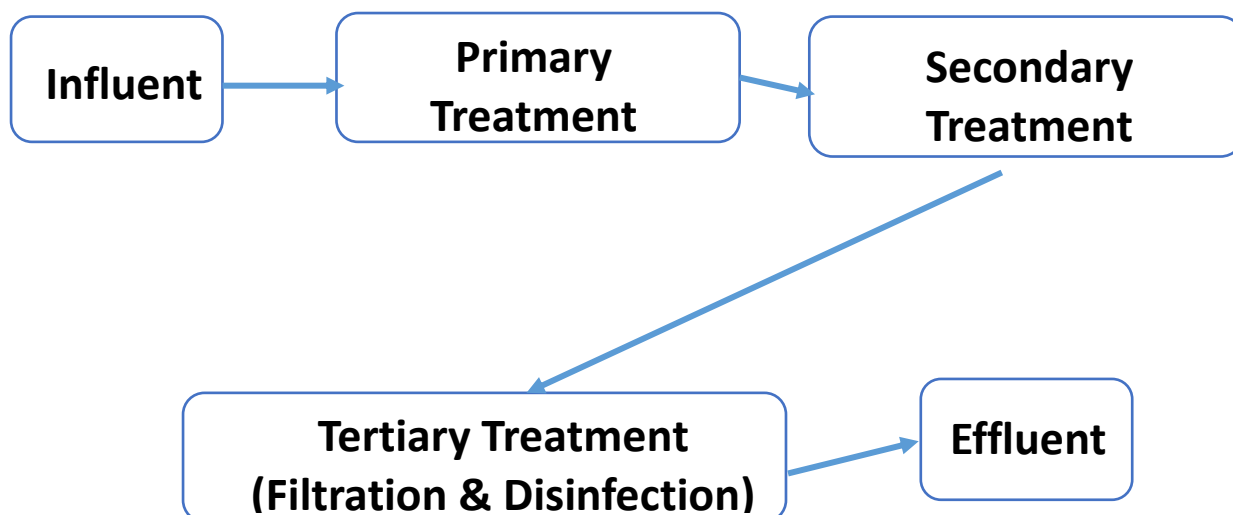 Influent
Primary
Treatment
Secondary
Treatment
Tertiary Treatment
(Filtration & Disinfection)
Effluent